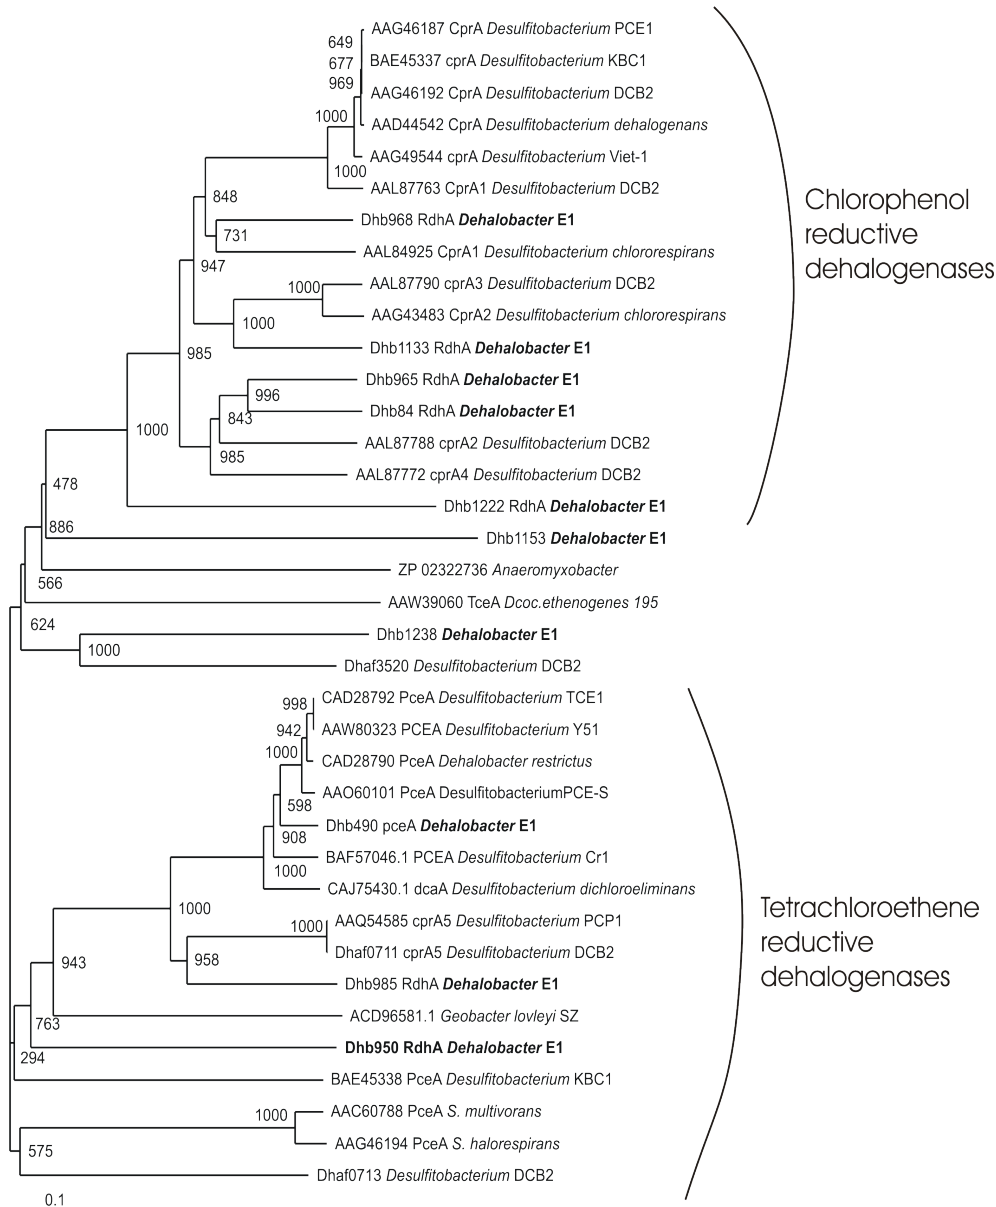 AAG46187 CprA Desulfitobacterium PCE1
649
BAE45337 cprA Desulfitobacterium KBC1
677
969
AAG46192 CprA Desulfitobacterium DCB2
1000
AAD44542 CprA Desulfitobacterium dehalogenans
AAG49544 cprA Desulfitobacterium Viet-1
1000
AAL87763 CprA1 Desulfitobacterium DCB2
848
Dhb968 RdhA Dehalobacter E1
731
AAL84925 CprA1 Desulfitobacterium chlororespirans
947
AAL87790 cprA3 Desulfitobacterium DCB2
1000
AAG43483 CprA2 Desulfitobacterium chlororespirans
1000
Dhb1133 RdhA Dehalobacter E1
985
Dhb965 RdhA Dehalobacter E1
996
Dhb84 RdhA Dehalobacter E1
843
1000
AAL87788 cprA2 Desulfitobacterium DCB2
985
AAL87772 cprA4 Desulfitobacterium DCB2
478
Dhb1222 RdhA Dehalobacter E1
886
Dhb1153 Dehalobacter E1
ZP 02322736 Anaeromyxobacter
566
AAW39060 TceA Dcoc.ethenogenes 195
624
Dhb1238 Dehalobacter E1
1000
Dhaf3520 Desulfitobacterium DCB2
Chlorophenol
reductive
dehalogenases
CAD28792 PceA Desulfitobacterium TCE1
998
AAW80323 PCEA Desulfitobacterium Y51
942
1000
CAD28790 PceA Dehalobacter restrictus
AAO60101 PceA DesulfitobacteriumPCE-S
598
Dhb490 pceA Dehalobacter E1
908
BAF57046.1 PCEA Desulfitobacterium Cr1
1000
CAJ75430.1 dcaA Desulfitobacterium dichloroeliminans
1000
AAQ54585 cprA5 Desulfitobacterium PCP1
1000
Dhaf0711 cprA5 Desulfitobacterium DCB2
958
943
Dhb985 RdhA Dehalobacter E1
ACD96581.1 Geobacter lovleyi SZ
763
Dhb950 RdhA Dehalobacter E1
294
BAE45338 PceA Desulfitobacterium KBC1
AAC60788 PceA S. multivorans
1000
AAG46194 PceA S. halorespirans
575
Dhaf0713 Desulfitobacterium DCB2
0.1
Tetrachloroethene
reductive
dehalogenases